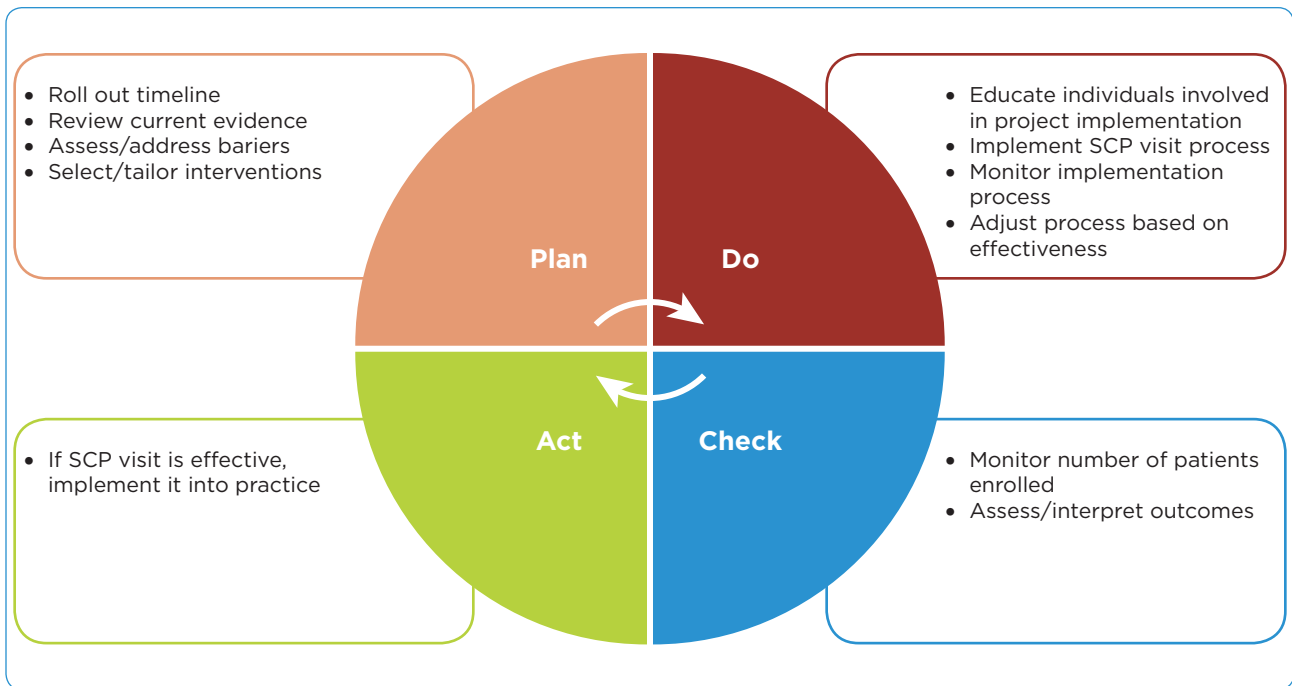 • Roll out timeline
• Review current evidence
• Assess/address bariers
• Select/tailor interventions
Plan
Do
• Educate individuals involved
in project implementation
• Implement SCP visit process
• Monitor implementation
process
• Adjust process based on
effectiveness
• If SCP visit is effective,
implement it into practice
Act
Check
• Monitor number of patients
enrolled
• Assess/interpret outcomes